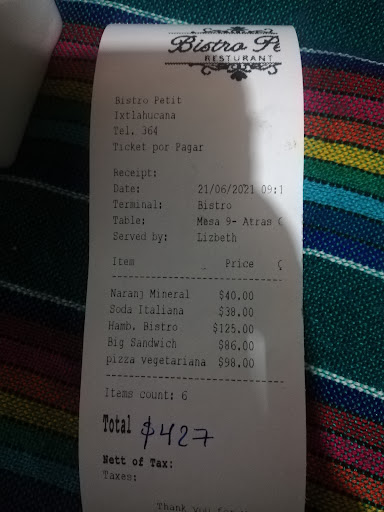 Bistro Pe
RESTURANT
Bistro Petit
Ixtlahucana
Tel. 364
Ticket por Pagar
Receipt:
Date: 21/06/2021 09:1
Terminal: Bistro
Table: Mesa 9- Atras
Served by: Lizbeth
Item Price
Naranj Mineral $40.00
Soda Italiana $38.00
Hamb. Bistro $125.00
Big Sandwich $86.00
pizza vegetariana $98.00
Items count: 6
Total $427
Nett of Tax:
Taxes:
Thank you for